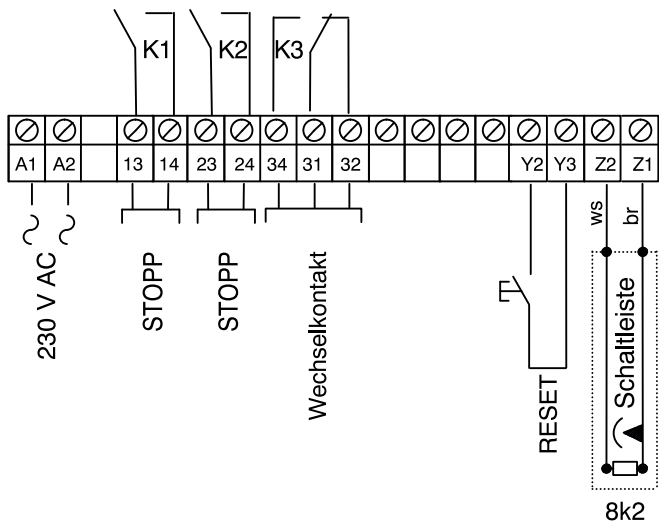 K1 K2 K3
A1 A2 13 14 23 24 34 31 32 Y2 Y3 Z2 Z1
230 V AC
STOPP
STOPP
Wechselkontakt
RESET
ws
br
Schaltleiste
8k2